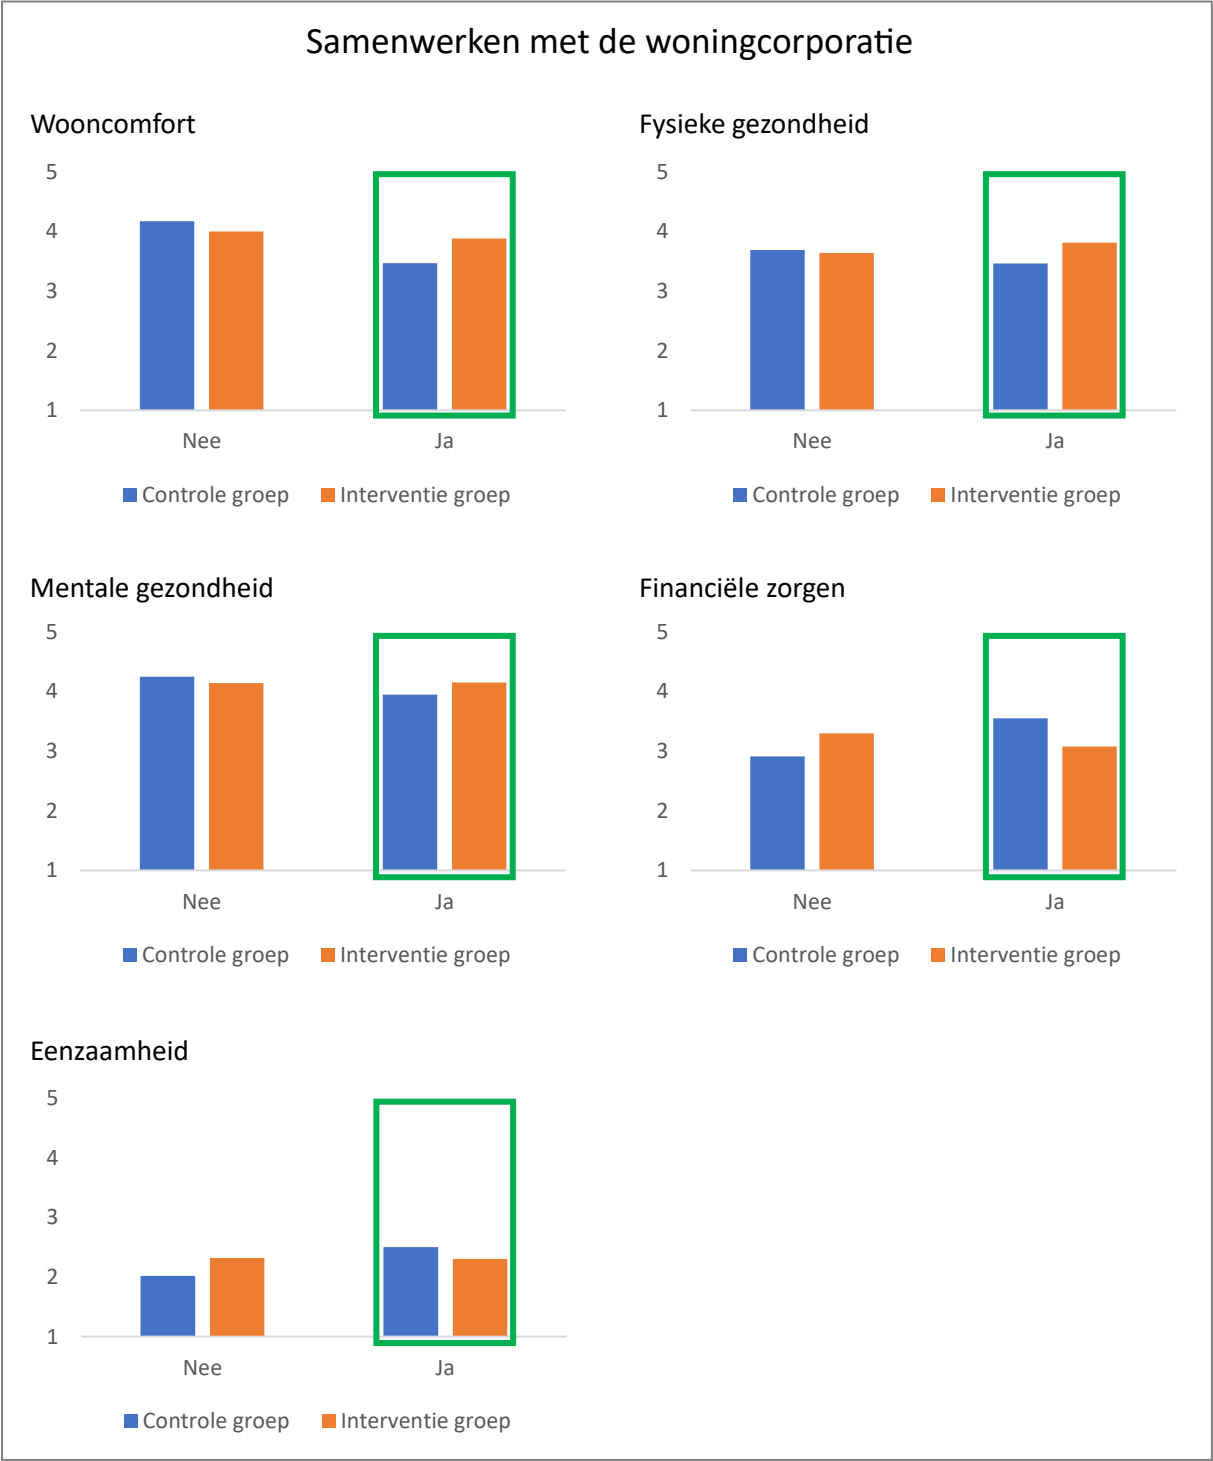 Samenwerken met de woningcorporatie
Wooncomfort
5
4
3
2
1
Nee
Ja
Controle groep
Interventie groep
Fysieke gezondheid
5
4
3
2
1
Nee
Ja
Controle groep
Interventie groep
Mentale gezondheid
5
4
3
2
1
Nee
Ja
Controle groep
Interventie groep
Financiële zorgen
5
4
3
2
1
Nee
Ja
Controle groep
Interventie groep
Eenzaamheid
5
4
3
2
1
Nee
Ja
Controle groep
Interventie groep